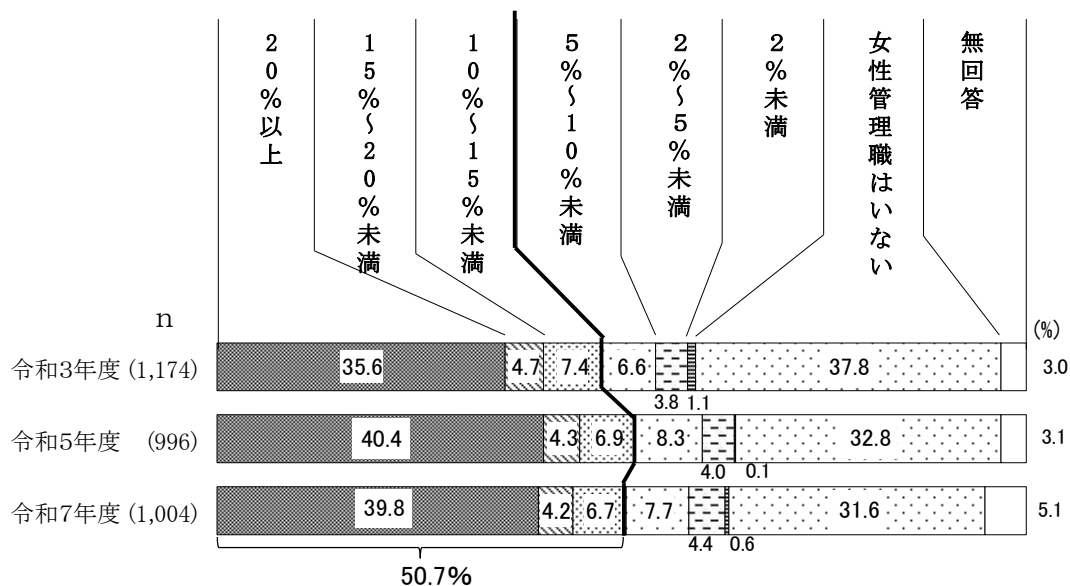 20%以上
15%~20%未満
10%~15%未満
5%~10%未満
2%~5%未満
2%未満
女性管理職はいない
無回答
n
(%)
令和3年度 (1,174) 35.6 4.7 7.4 6.6 37.8 3.0
3.8 1.1
令和5年度 (996) 40.4 4.3 6.9 8.3 32.8 3.1
4.0 0.1
令和7年度 (1,004) 39.8 4.2 6.7 7.7 31.6 5.1
4.4 0.6
50.7%